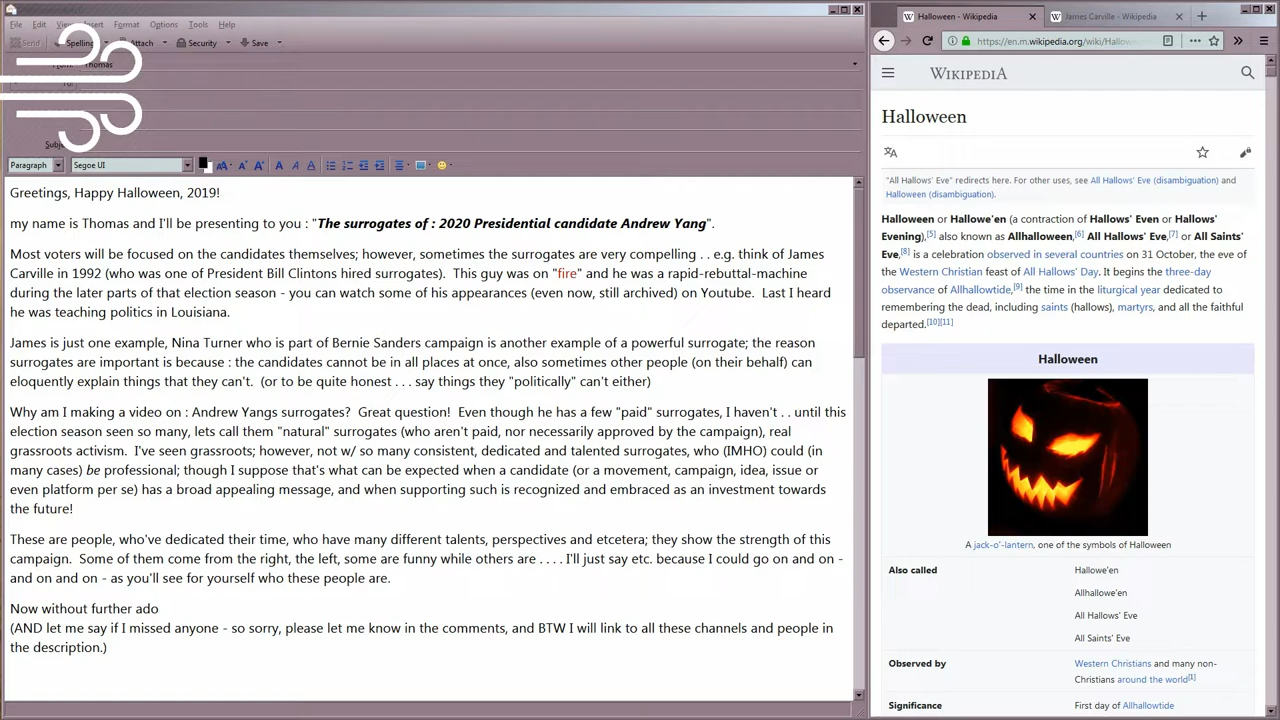 File Edit View Insert Format Options Tools Help
Send Spelling Attach Security Save
From: Thomas
To:
Paragraph Segoe UI
Greetings, Happy Halloween, 2019!
my name is Thomas and I'll be presenting to you : "The surrogates of : 2020 Presidential candidate Andrew Yang".
Most voters will be focused on the candidates themselves; however, sometimes the surrogates are very compelling . . e.g. think of James
Carville in 1992 (who was one of President Bill Clintons hired surrogates).  This guy was on "fire" and he was a rapid-rebuttal-machine
during the later parts of that election season - you can watch some of his appearances (even now, still archived) on Youtube.  Last I heard
he was teaching politics in Louisiana.
James is just one example, Nina Turner who is part of Bernie Sanders campaign is another example of a powerful surrogate; the reason
surrogates are important is because : the candidates cannot be in all places at once, also sometimes other people (on their behalf) can
eloquently explain things that they can't.  (or to be quite honest . . . say things they "politically" can't either)
Why am I making a video on : Andrew Yangs surrogates?  Great question!  Even though he has a few "paid" surrogates, I haven't . . until this
election season seen so many, lets call them "natural" surrogates (who aren't paid, nor necessarily approved by the campaign), real
grassroots activism.  I've seen grassroots; however, not w/ so many consistent, dedicated and talented surrogates, who (IMHO) could (in
many cases) be professional; though I suppose that's what can be expected when a candidate (or a movement, campaign, idea, issue or
even platform per se) has a broad appealing message, and when supporting such is recognized and embraced as an investment towards
the future!
These are people, who've dedicated their time, who have many different talents, perspectives and etcetera; they show the strength of this
campaign.  Some of them come from the right, the left, some are funny while others are . . . . I'll just say etc. because I could go on and on -
and on and on - as you'll see for yourself who these people are.
Now without further ado
(AND let me say if I missed anyone - so sorry, please let me know in the comments, and BTW I will link to all these channels and people in
the description.)
Halloween - Wikipedia James Carville - Wikipedia
https://en.m.wikipedia.org/wiki/Hallow
WIKIPEDIA
Halloween
"All Hallows' Eve" redirects here. For other uses, see All Hallows' Eve (disambiguation) and
Halloween (disambiguation).
Halloween or Hallowe'en (a contraction of Hallows' Even or Hallows'
Evening),[5] also known as Allhalloween,[6] All Hallows' Eve,[7] or All Saints'
Eve,[8] is a celebration observed in several countries on 31 October, the eve of
the Western Christian feast of All Hallows' Day. It begins the three-day
observance of Allhallowtide,[9] the time in the liturgical year dedicated to
remembering the dead, including saints (hallows), martyrs, and all the faithful
departed.[10][11]
Halloween
A jack-o'-lantern, one of the symbols of Halloween
Also called Hallowe'en
Allhallowe'en
All Hallows' Eve
All Saints' Eve
Observed by Western Christians and many non-
Christians around the world[1]
Significance First day of Allhallowtide